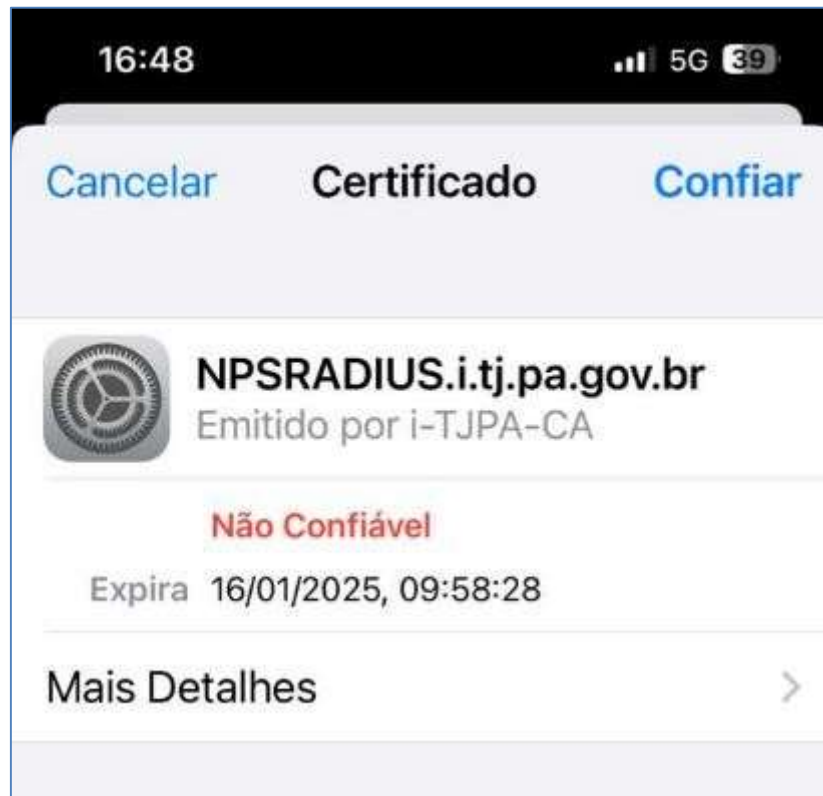 16:48 5G 39
Cancelar Certificado Confiar
NPSRADIUS.i.tj.pa.gov.br
Emitido por i-TJPA-CA
Não Confiável
Expira 16/01/2025, 09:58:28
Mais Detalhes